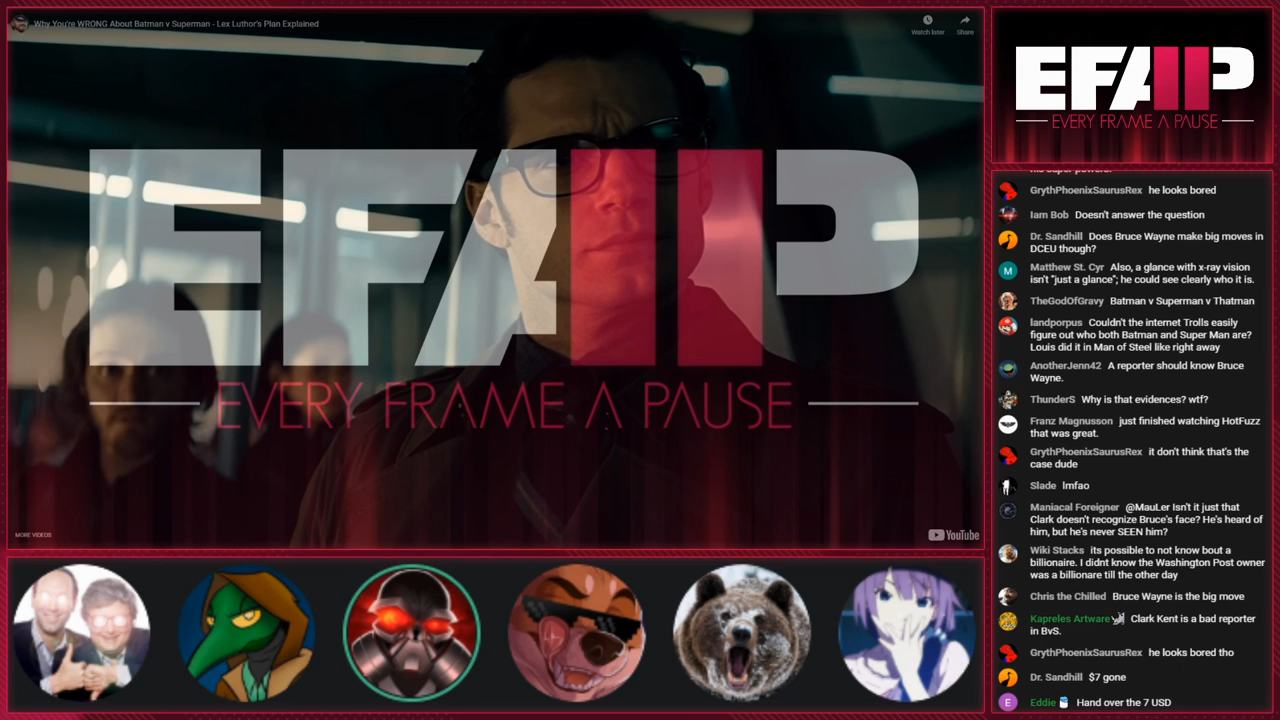 Why You're WRONG About Batman v Superman - Lex Luthor's Plan Explained
Watch later
Share
EFAP
EVERY FRAME A PAUSE
MORE VIDEOS
YouTube
EFAP
EVERY FRAME A PAUSE
GrythPhoenixSaurusRex he looks bored
Iam Bob Doesn't answer the question
Dr. Sandhill Does Bruce Wayne make big moves in
DCEU though?
Matthew St. Cyr Also, a glance with x-ray vision
isn't "just a glance"; he could see clearly who it is.
TheGodOfGravy Batman v Superman v Thatman
landporpus Couldn't the internet Trolls easily
figure out who both Batman and Super Man are?
Louis did it in Man of Steel like right away
AnotherJenn42 A reporter should know Bruce
Wayne.
ThunderS Why is that evidences? wtf?
Franz Magnusson just finished watching HotFuzz
that was great.
GrythPhoenixSaurusRex it don't think that's the
case dude
Slade lmfao
Maniacal Foreigner @MauLer Isn't it just that
Clark doesn't recognize Bruce's face? He's heard of
him, but he's never SEEN him?
Wiki Stacks its possible to not know bout a
billionaire. I didnt know the Washington Post owner
was a billionare till the other day
Chris the Chilled Bruce Wayne is the big move
Kapreles Artware Clark Kent is a bad reporter
in BvS.
GrythPhoenixSaurusRex he looks bored tho
Dr. Sandhill $7 gone
Eddie Hand over the 7 USD